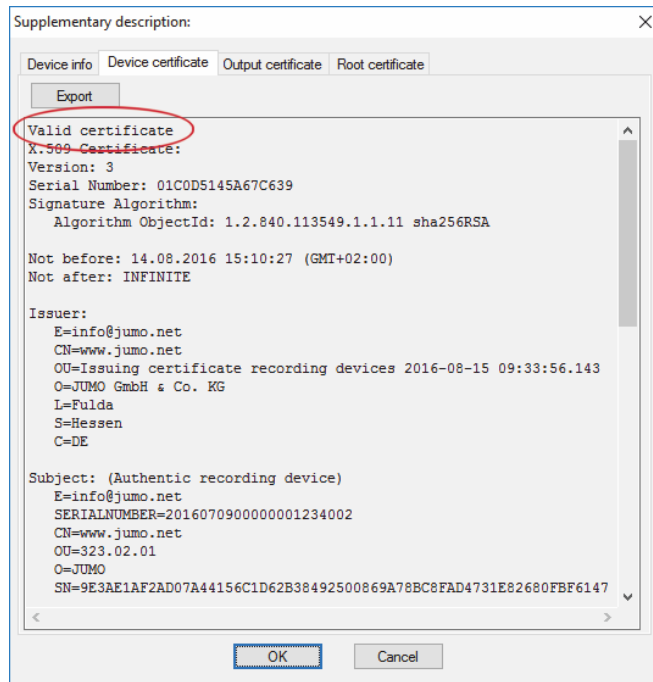 Supplementary description:
Device info Device certificate Output certificate Root certificate
Export
Valid certificate
X.509 Certificate:
Version: 3
Serial Number: 01C0D5145A67C639
Signature Algorithm:
Algorithm ObjectId: 1.2.840.113549.1.1.11 sha256RSA
Not before: 14.08.2016 15:10:27 (GMT+02:00)
Not after: INFINITE
Issuer:
E=info@jumo.net
CN=www.jumo.net
OU=Issuing certificate recording devices 2016-08-15 09:33:56.143
O=JUMO GmbH & Co. KG
L=Fulda
S=Hessen
C=DE
Subject: (Authentic recording device)
E=info@jumo.net
SERIALNUMBER=2016070900000001234002
CN=www.jumo.net
OU=323.02.01
O=JUMO
SN=9E3AE1AF2AD07A44156C1D62B38492500869A78BC8FAD4731E82680FBF6147
OK Cancel